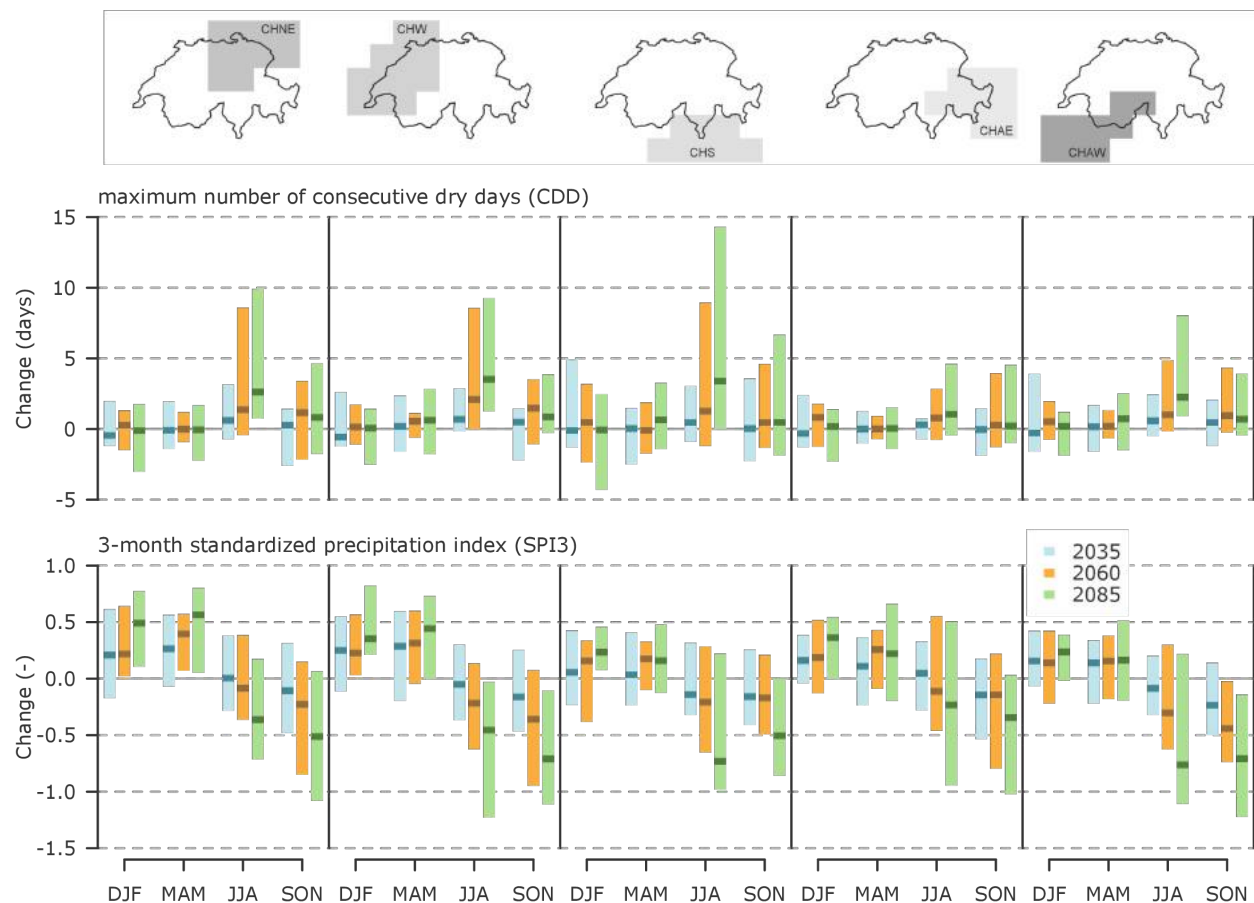 CHNE CHW CHS CHAE CHAW
maximum number of consecutive dry days (CDD)
15
10
5
0
-5
Change (days)
3-month standardized precipitation index (SPI3)
2035
2060
2085
1.0
0.5
0.0
-0.5
-1.0
-1.5
Change (-)
DJF MAM JJA SON DJF MAM JJA SON DJF MAM JJA SON DJF MAM JJA SON DJF MAM JJA SON